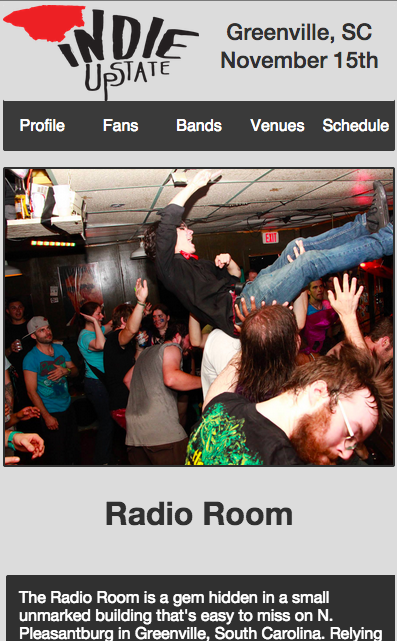 INDIE
UPSTATE
Greenville, SC
November 15th
Profile Fans Bands Venues Schedule
EXIT
Radio Room
The Radio Room is a gem hidden in a small
unmarked building that's easy to miss on N.
Pleasantburg in Greenville, South Carolina. Relying